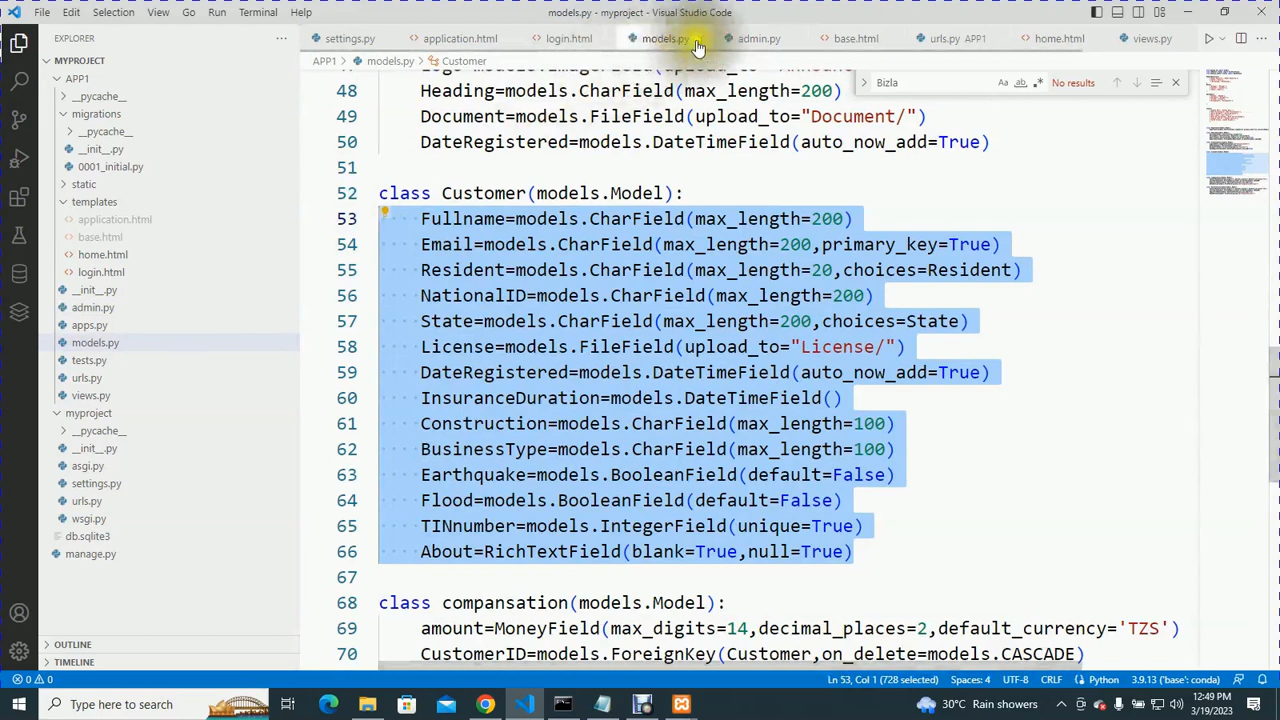 File Edit Selection View Go Run Terminal Help models.py - myproject - Visual Studio Code
EXPLORER ···
settings.py <> application.html <> login.html models.py admin.py <> base.html urls.py APP1 <> home.html views.py
MYPROJECT
APP1 > models.py > Customer
Bizla Aa ab .* No results
APP1
__pycache__
migrations
__pycache__
__init__.py
0001_initial.py
static
templates
<> application.html
<> base.html
<> home.html
<> login.html
__init__.py
admin.py
apps.py
models.py
tests.py
urls.py
views.py
myproject
__pycache__
__init__.py
asgi.py
settings.py
urls.py
wsgi.py
db.sqlite3
manage.py
OUTLINE
TIMELINE
48 Heading=models.CharField(max_length=200)
49 Document=models.FileField(upload_to="Document/")
50 DateRegistered=models.DateTimeField(auto_now_add=True)
51
52 class Customer(models.Model):
53 Fullname=models.CharField(max_length=200)
54 Email=models.CharField(max_length=200,primary_key=True)
55 Resident=models.CharField(max_length=20,choices=Resident)
56 NationalID=models.CharField(max_length=200)
57 State=models.CharField(max_length=200,choices=State)
58 License=models.FileField(upload_to="License/")
59 DateRegistered=models.DateTimeField(auto_now_add=True)
60 InsuranceDuration=models.DateTimeField()
61 Construction=models.CharField(max_length=100)
62 BusinessType=models.CharField(max_length=100)
63 Earthquake=models.BooleanField(default=False)
64 Flood=models.BooleanField(default=False)
65 TINnumber=models.IntegerField(unique=True)
66 About=RichTextField(blank=True,null=True)
67
68 class compansation(models.Model):
69 amount=MoneyField(max_digits=14,decimal_places=2,default_currency='TZS')
70 CustomerID=models.ForeignKey(Customer,on_delete=models.CASCADE)
0 0 Ln 53, Col 1 (728 selected) Spaces: 4 UTF-8 CRLF Python 3.9.13 ('base': conda)
Type here to search 30°C Rain showers 12:49 PM
3/19/2023